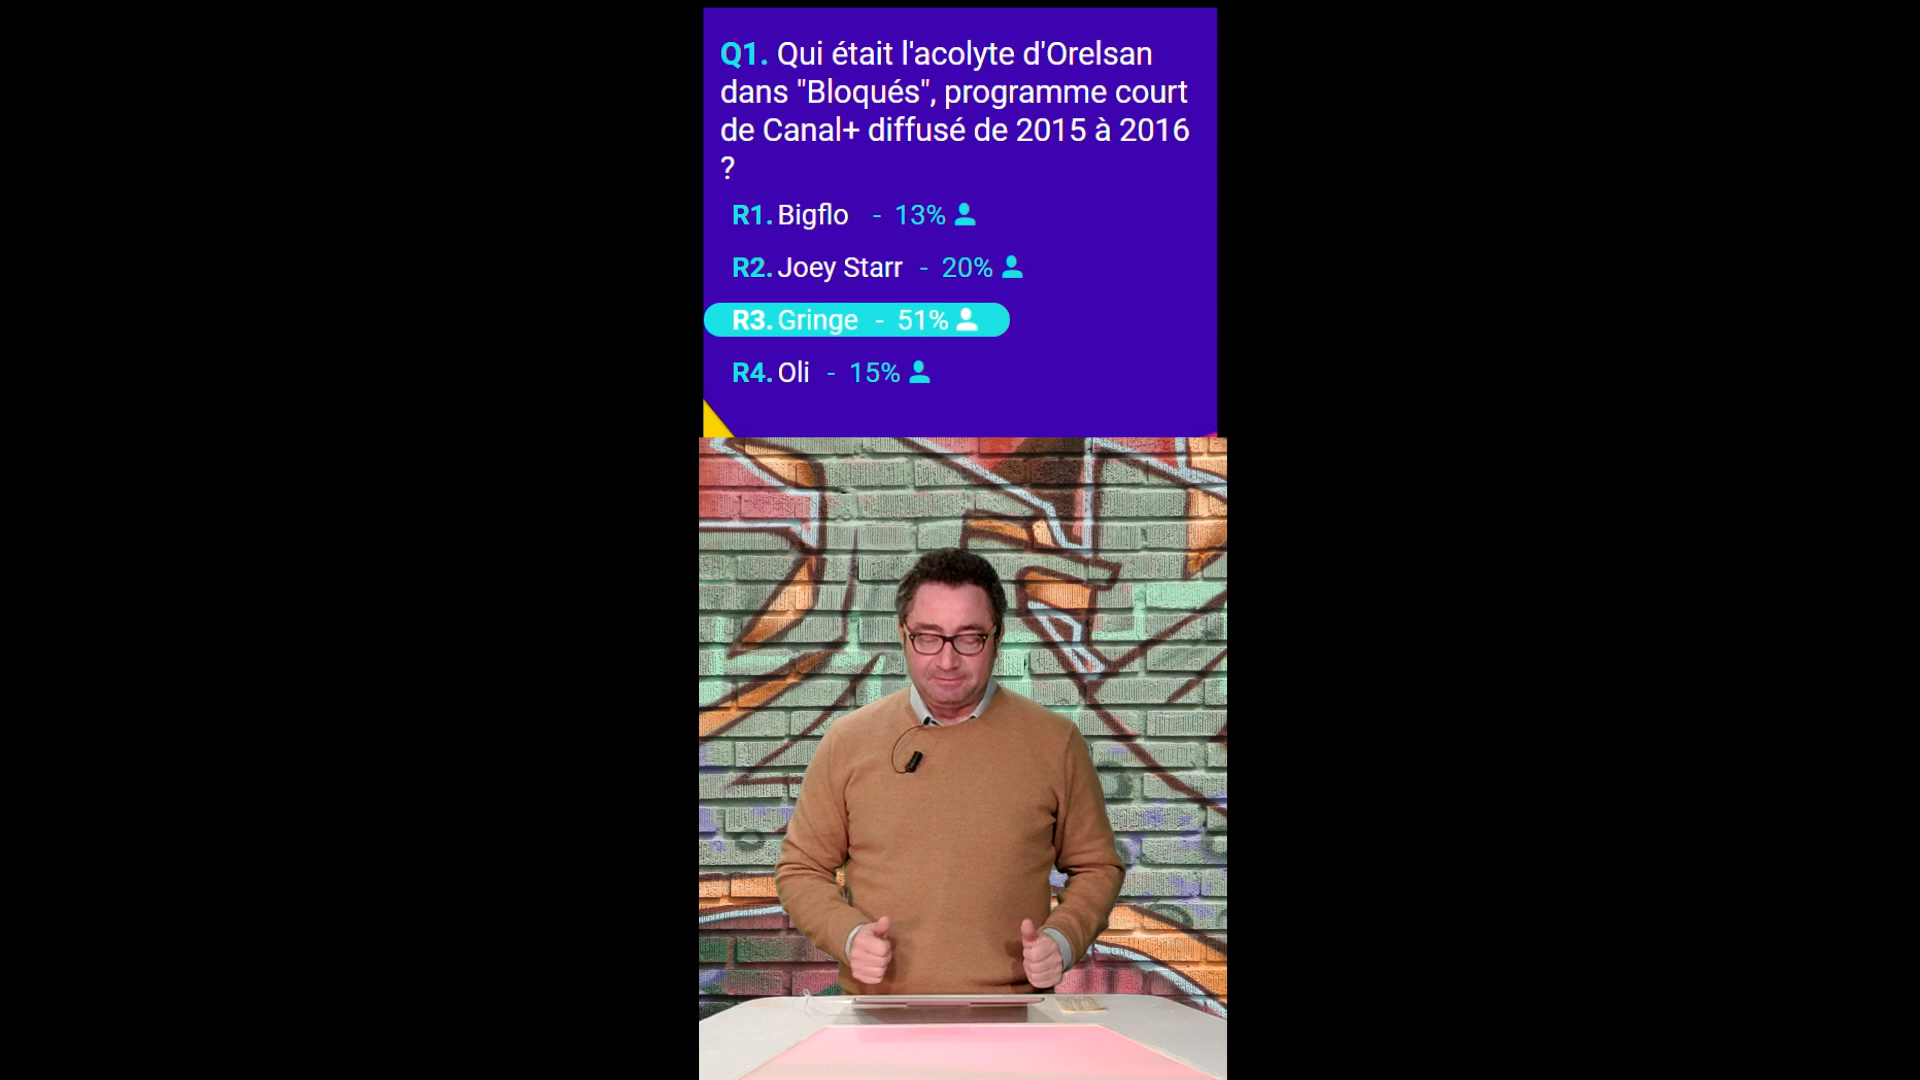 Q1. Qui était l'acolyte d'Orelsan
dans "Bloqués", programme court
de Canal+ diffusé de 2015 à 2016
?
R1. Bigflo - 13%
R2. Joey Starr - 20%
R3. Gringe - 51%
R4. Oli - 15%